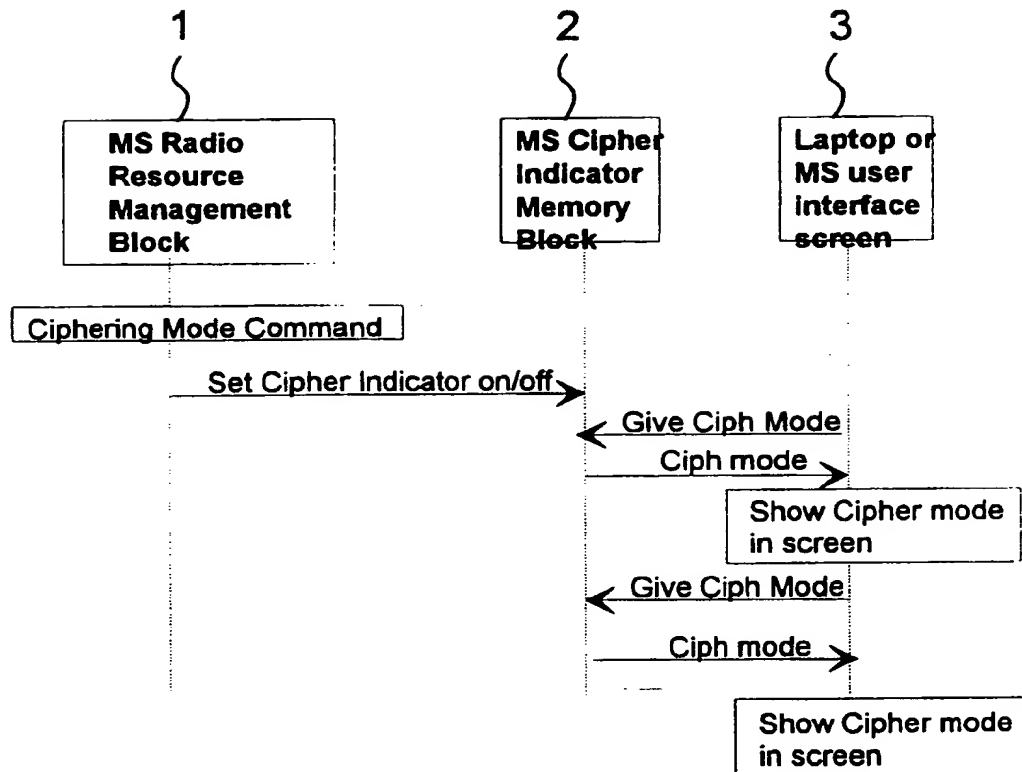 1
2
3
MS Radio
Resource
Management
Block
MS Cipher
Indicator
Memory
Block
Laptop or
MS user
interface
screen
Ciphering Mode Command
Set Cipher Indicator on/off
Give Ciph Mode
Ciph mode
Show Cipher mode
in screen
Give Ciph Mode
Ciph mode
Show Cipher mode
in screen